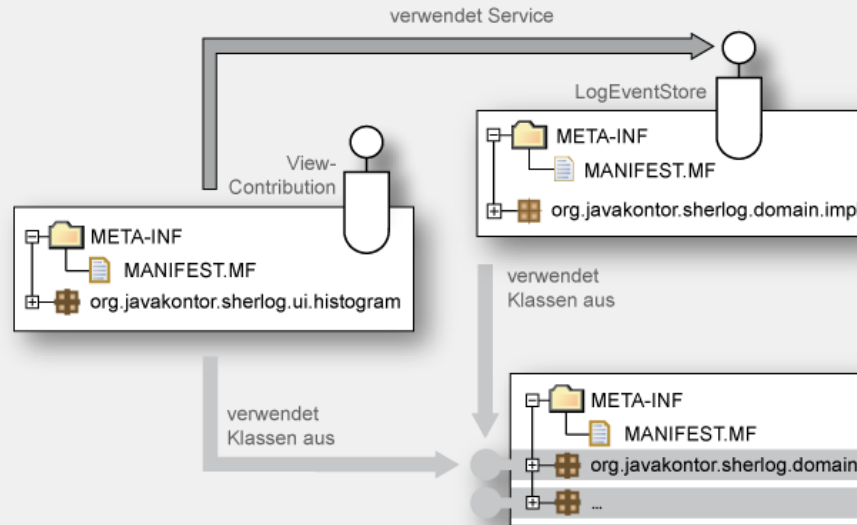 verwendet Service
LogEventStore
META-INF
MANIFEST.MF
org.javakontor.sherlog.domain.impl
View-
Contribution
META-INF
MANIFEST.MF
org.javakontor.sherlog.ui.histogram
verwendet
Klassen aus
verwendet
Klassen aus
META-INF
MANIFEST.MF
org.javakontor.sherlog.domain
...